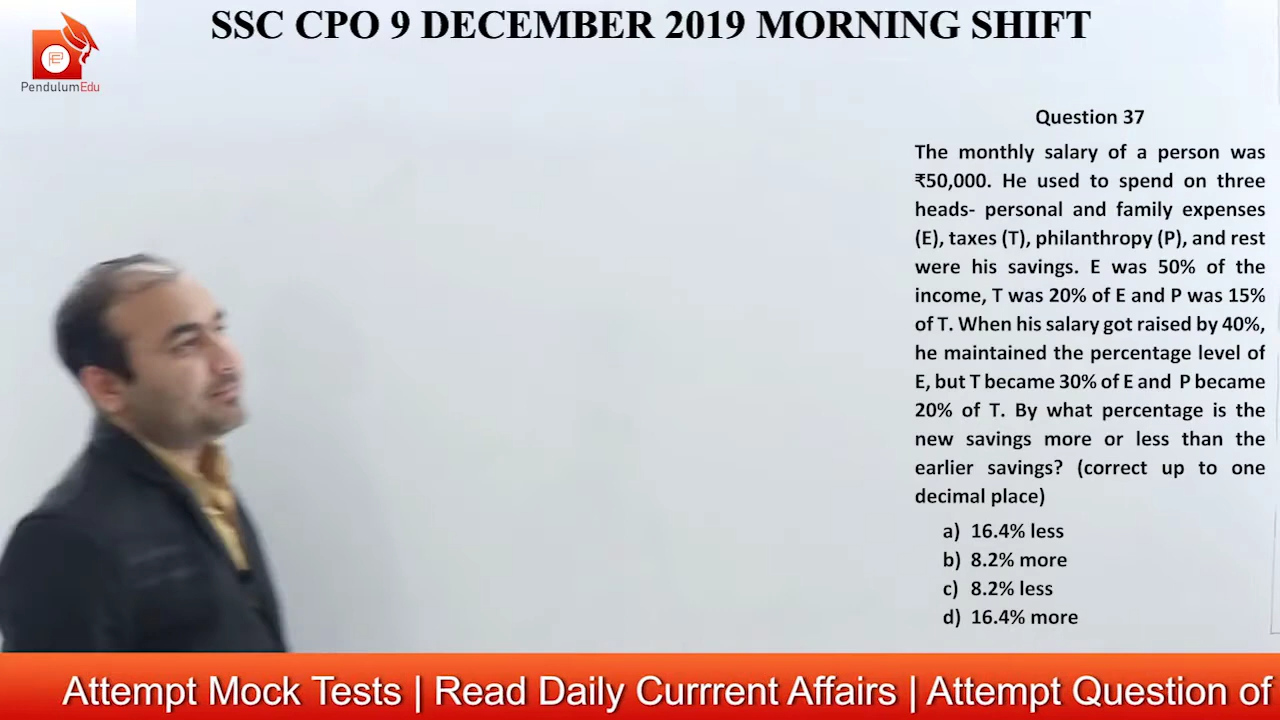 SSC CPO 9 DECEMBER 2019 MORNING SHIFT
PendulumEdu
Question 37
The monthly salary of a person was
₹50,000. He used to spend on three
heads- personal and family expenses
(E), taxes (T), philanthropy (P), and rest
were his savings. E was 50% of the
income, T was 20% of E and P was 15%
of T. When his salary got raised by 40%,
he maintained the percentage level of
E, but T became 30% of E and P became
20% of T. By what percentage is the
new savings more or less than the
earlier savings? (correct up to one
decimal place)
a) 16.4% less
b) 8.2% more
c) 8.2% less
d) 16.4% more
Attempt Mock Tests | Read Daily Currrent Affairs | Attempt Question of